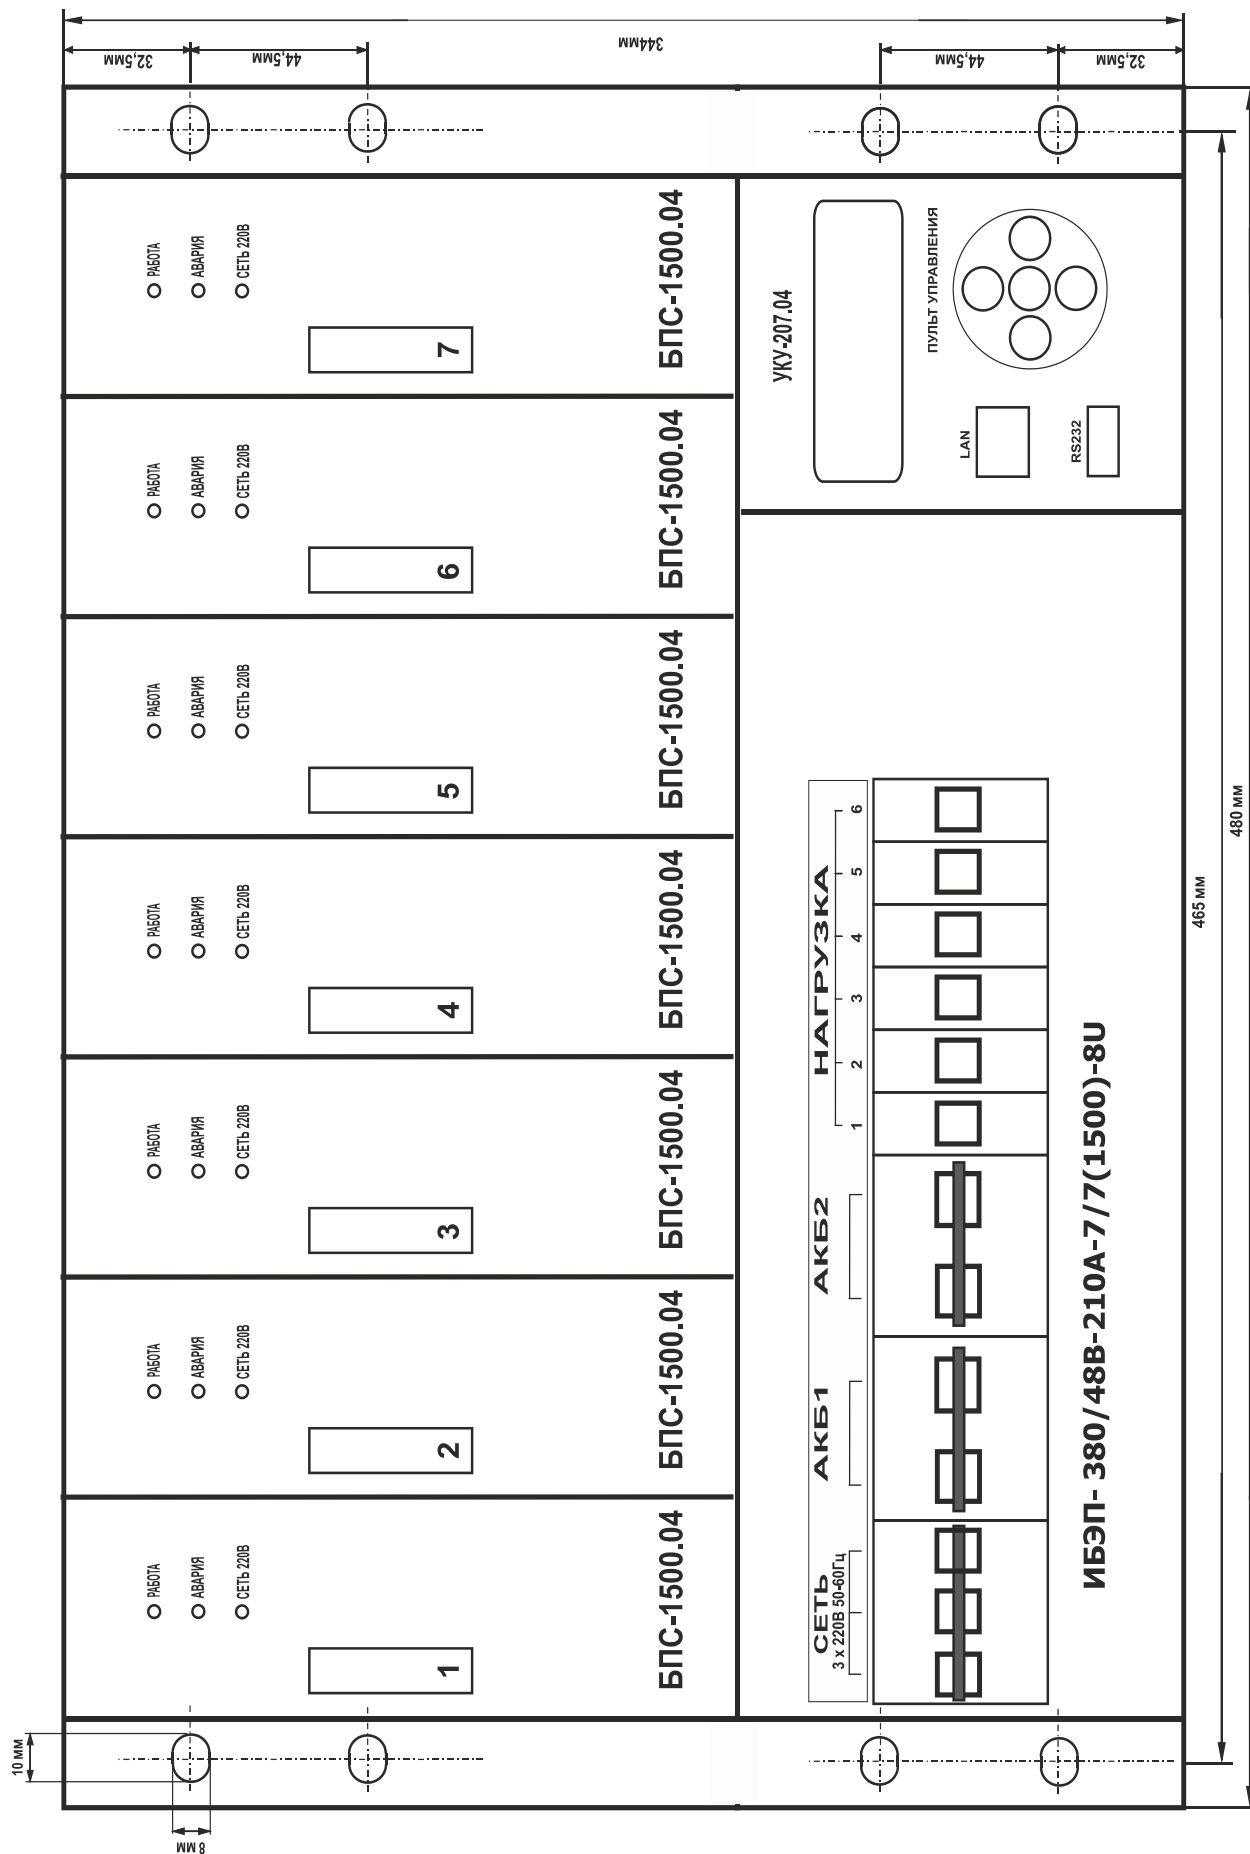 10 мм
8 мм
32,5мм
44,5мм
344мм
44,5мм
32,5мм
465 мм
480 мм
РАБОТА
АВАРИЯ
СЕТЬ 220В
1
БПС-1500.04
РАБОТА
АВАРИЯ
СЕТЬ 220В
2
БПС-1500.04
РАБОТА
АВАРИЯ
СЕТЬ 220В
3
БПС-1500.04
РАБОТА
АВАРИЯ
СЕТЬ 220В
4
БПС-1500.04
РАБОТА
АВАРИЯ
СЕТЬ 220В
5
БПС-1500.04
РАБОТА
АВАРИЯ
СЕТЬ 220В
6
БПС-1500.04
РАБОТА
АВАРИЯ
СЕТЬ 220В
7
БПС-1500.04
СЕТЬ
3 х 220В 50-60Гц
АКБ1
АКБ2
НАГРУЗКА
1 2 3 4 5 6
ИБЭП- 380/48В-210А-7/7(1500)-8U
УКУ-207.04
ПУЛЬТ УПРАВЛЕНИЯ
LAN
RS232